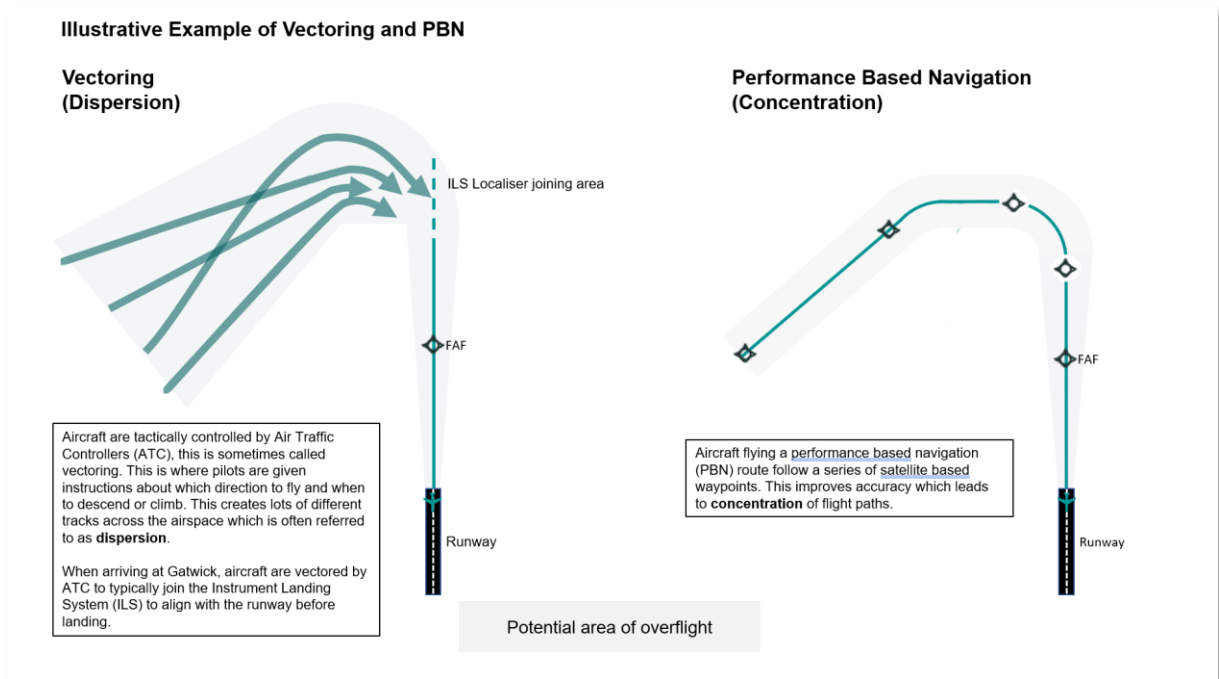 Illustrative Example of Vectoring and PBN
Vectoring
(Dispersion)
ILS Localiser joining area
FAF
Aircraft are tactically controlled by Air Traffic
Controllers (ATC), this is sometimes called
vectoring. This is where pilots are given
instructions about which direction to fly and when
to descend or climb. This creates lots of different
tracks across the airspace which is often referred
to as dispersion.
When arriving at Gatwick, aircraft are vectored by
ATC to typically join the Instrument Landing
System (ILS) to align with the runway before
landing.
Runway
Performance Based Navigation
(Concentration)
FAF
Aircraft flying a performance based navigation
(PBN) route follow a series of satellite based
waypoints. This improves accuracy which leads
to concentration of flight paths.
Runway
Potential area of overflight